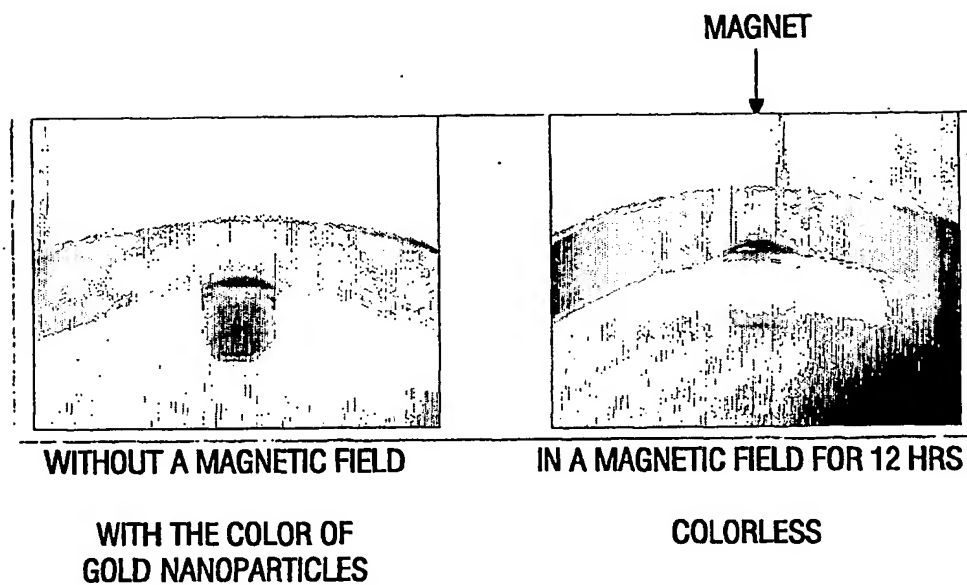 MAGNET
WITHOUT A MAGNETIC FIELD
IN A MAGNETIC FIELD FOR 12 HRS
WITH THE COLOR OF
GOLD NANOPARTICLES
COLORLESS